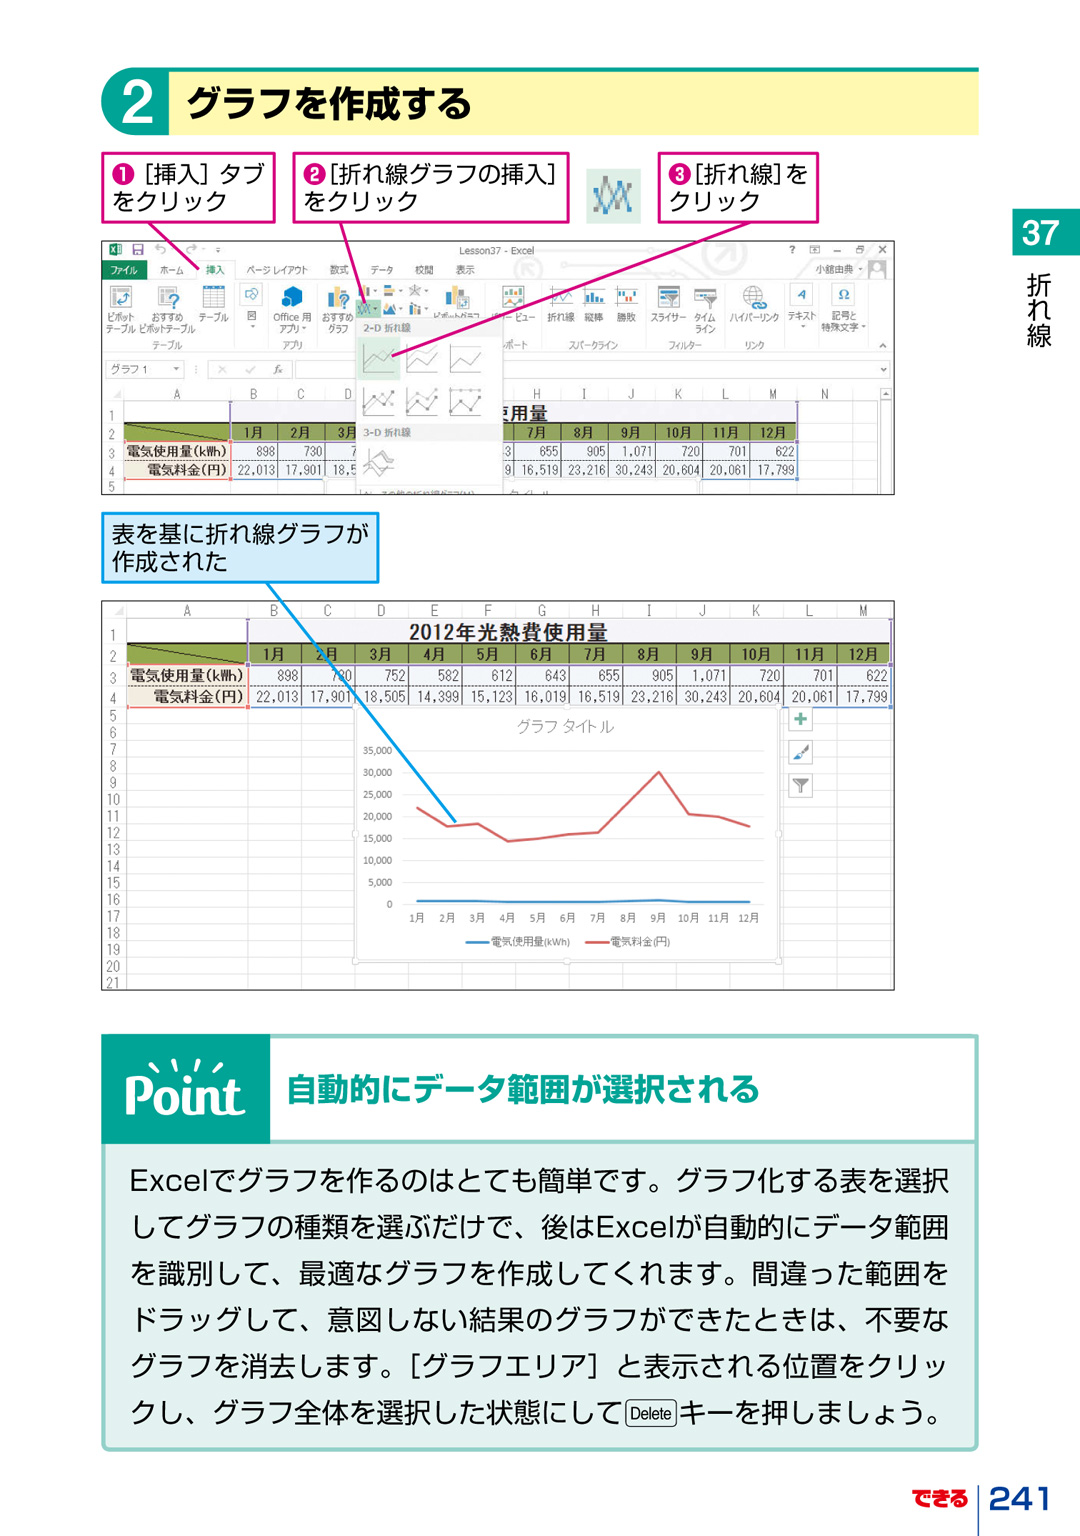 2 グラフを作成する
❶［挿入］タブ
をクリック
❷［折れ線グラフの挿入］
をクリック
❸［折れ線］を
クリック
37
折れ線
Lesson37 - Excel
ファイル ホーム 挿入 ページ レイアウト 数式 データ 校閲 表示 小舘由典
ピボット おすすめ テーブル 図 Office 用 おすすめ 折れ線 縦棒 勝敗 スライサー タイム ハイパーリンク テキスト 記号と
テーブル ピボットテーブル アプリ グラフ ライン 特殊文字
テーブル アプリ スパークライン フィルター リンク
2-D 折れ線
グラフ 1
A B C D H I J K L M N
1 使用量
2 1月 2月 3月 7月 8月 9月 10月 11月 12月
3-D 折れ線
3 電気使用量(kWh) 898 730 655 905 1,071 720 701 622
4 電気料金(円) 22,013 17,901 16,519 23,216 30,243 20,604 20,061 17,799
5
表を基に折れ線グラフが
作成された
A B C D E F G H I J K L M
1 2012年光熱費使用量
2 1月 2月 3月 4月 5月 6月 7月 8月 9月 10月 11月 12月
3 電気使用量(kWh) 898 730 752 582 612 643 655 905 1,071 720 701 622
4 電気料金(円) 22,013 17,901 18,505 14,399 15,123 16,019 16,519 23,216 30,243 20,604 20,061 17,799
5
6
7
8
9
10
11
12
13
14
15
16
17
18
19
20
21
グラフ タイトル
35,000
30,000
25,000
20,000
15,000
10,000
5,000
0
1月 2月 3月 4月 5月 6月 7月 8月 9月 10月 11月 12月
電気使用量(kWh) 電気料金(円)
Point 自動的にデータ範囲が選択される
Excelでグラフを作るのはとても簡単です。グラフ化する表を選択
してグラフの種類を選ぶだけで、後はExcelが自動的にデータ範囲
を識別して、最適なグラフを作成してくれます。間違った範囲を
ドラッグして、意図しない結果のグラフができたときは、不要な
グラフを消去します。［グラフエリア］と表示される位置をクリッ
クし、グラフ全体を選択した状態にしてDeleteキーを押しましょう。
できる 241